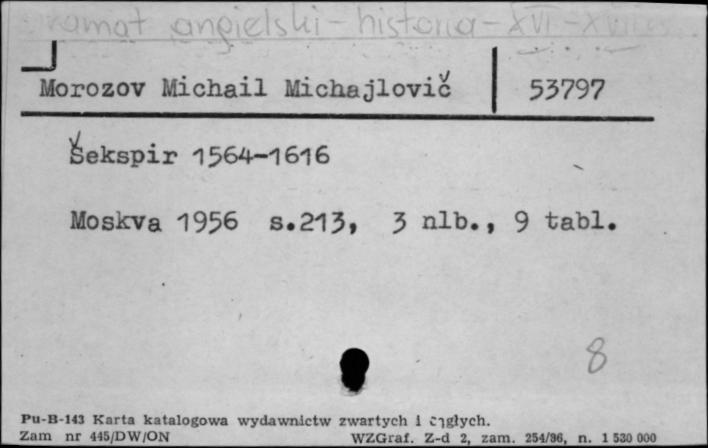 dramat angielski - historia - XVI-XVII w.
Morozov Michail Michajlovič 53797
Šekspir 1564-1616
Moskva 1956 s.213, 3 nlb., 9 tabl.
8
Pu-B-143 Karta katalogowa wydawnictw zwartych i ciągłych.
Zam nr 445/DW/ON WZGraf. Z-d 2, zam. 254/86, n. 1 530 000